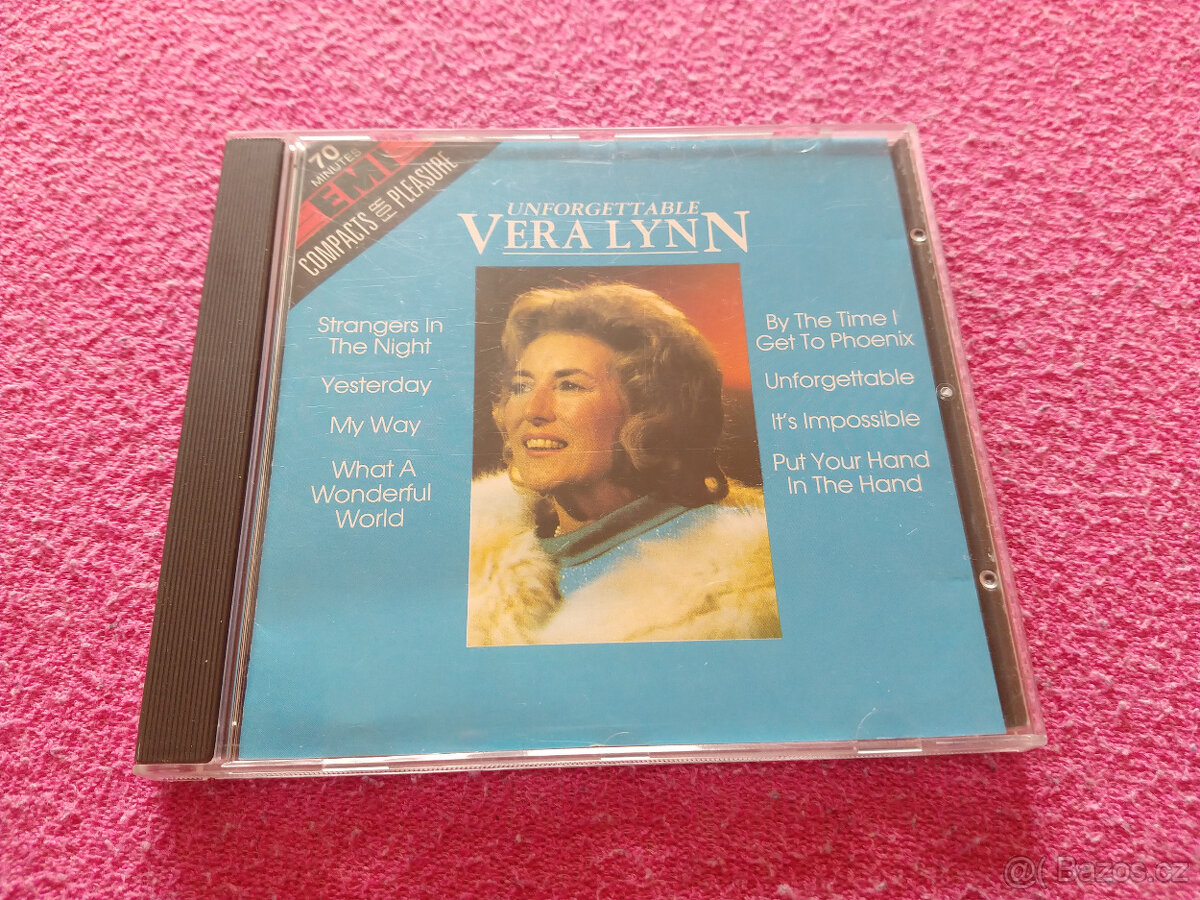 70
MINUTES
EMI
COMPACTS FOR PLEASURE
UNFORGETTABLE
VERA LYNN
Strangers In
The Night
Yesterday
My Way
What A
Wonderful
World
By The Time I
Get To Phoenix
Unforgettable
It's Impossible
Put Your Hand
In The Hand
Bazos.cz